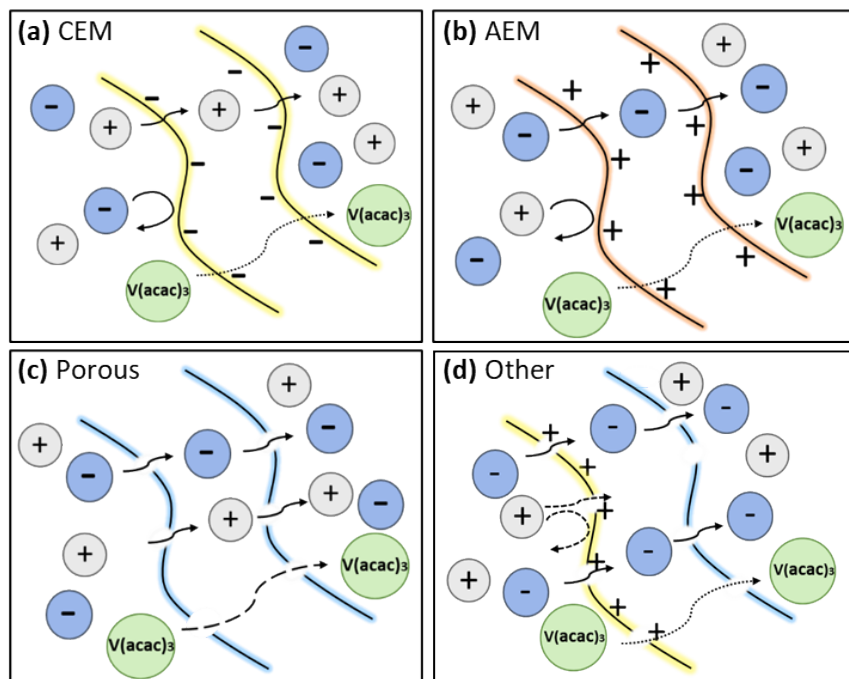 (a) CEM
(b) AEM
− − + + − + − − + − − − + − − −
V(acac)₃
V(acac)₃
+ + + + − − − + + − + + + − + +
V(acac)₃
V(acac)₃
(c) Porous
(d) Other
+ + − − − + + − + −
V(acac)₃
V(acac)₃
+ − + − + − + + + − − + + − + +
V(acac)₃
V(acac)₃